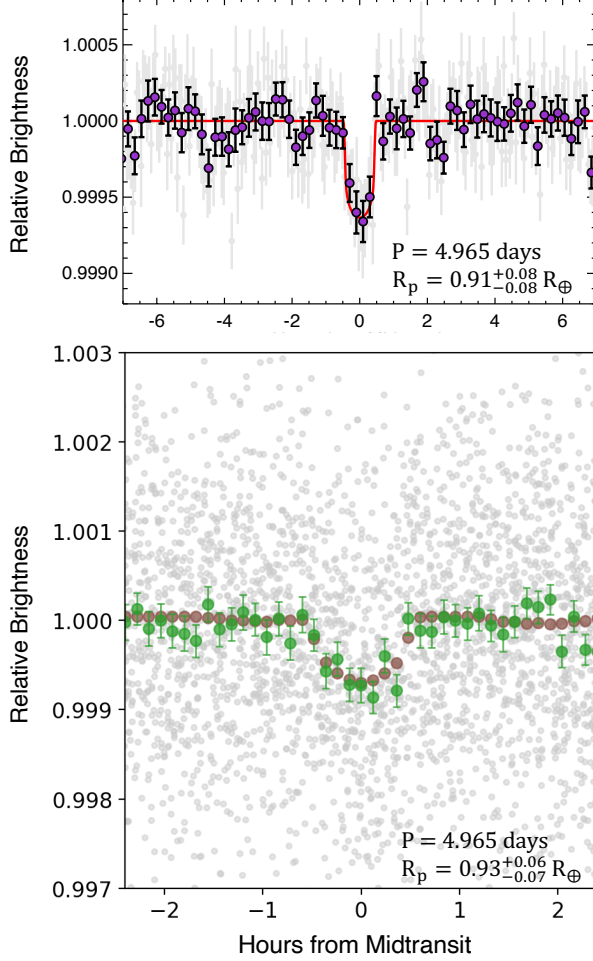 1.0005
1.0000
0.9995
0.9990
Relative Brightness
P = 4.965 days
R_p = 0.91^{+0.08}_{-0.08} R_⊕
-6 -4 -2 0 2 4 6
1.003
1.002
1.001
1.000
0.999
0.998
0.997
Relative Brightness
P = 4.965 days
R_p = 0.93^{+0.06}_{-0.07} R_⊕
−2 −1 0 1 2
Hours from Midtransit